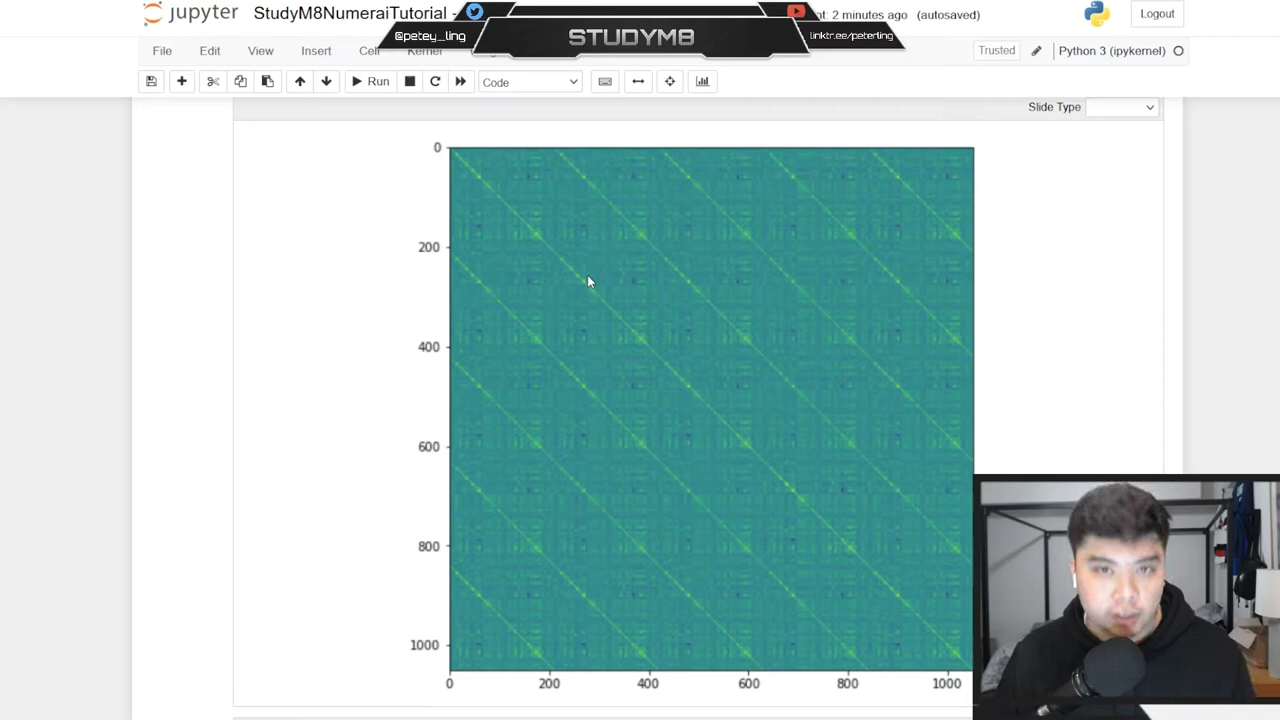 jupyter StudyM8NumeraiTutorial
t: 2 minutes ago (autosaved)
Logout
@petey_ling
STUDYM8
linktr.ee/peterling
File Edit View Insert Cell Kernel
Trusted
Python 3 (ipykernel)
Run
Code
Slide Type
0
200
400
600
800
1000
0 200 400 600 800 1000